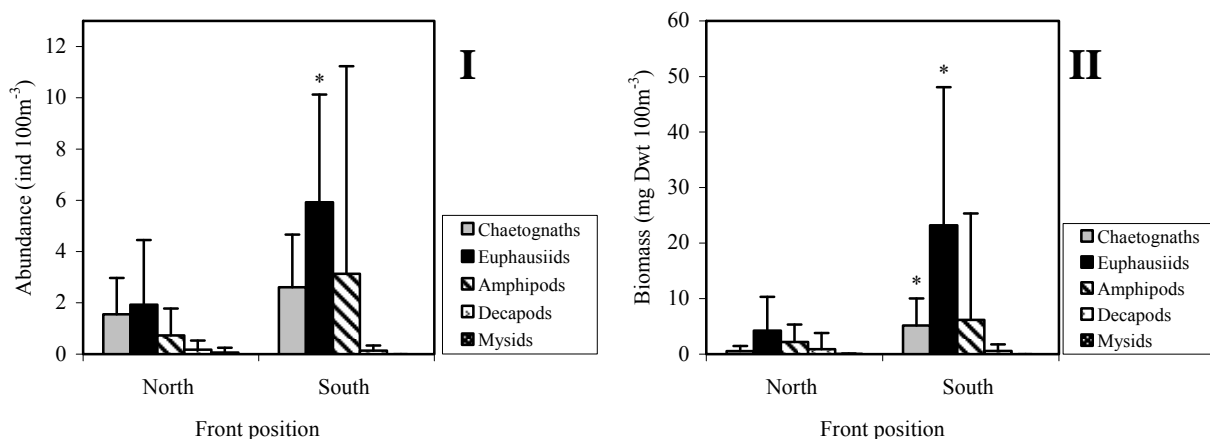 I
Abundance (ind 100m⁻³)
12
10
8
6
4
2
0
*
North South
Front position
Chaetognaths
Euphausiids
Amphipods
Decapods
Mysids
II
Biomass (mg Dwt 100m⁻³)
60
50
40
30
20
10
0
*
*
North South
Front position
Chaetognaths
Euphausiids
Amphipods
Decapods
Mysids